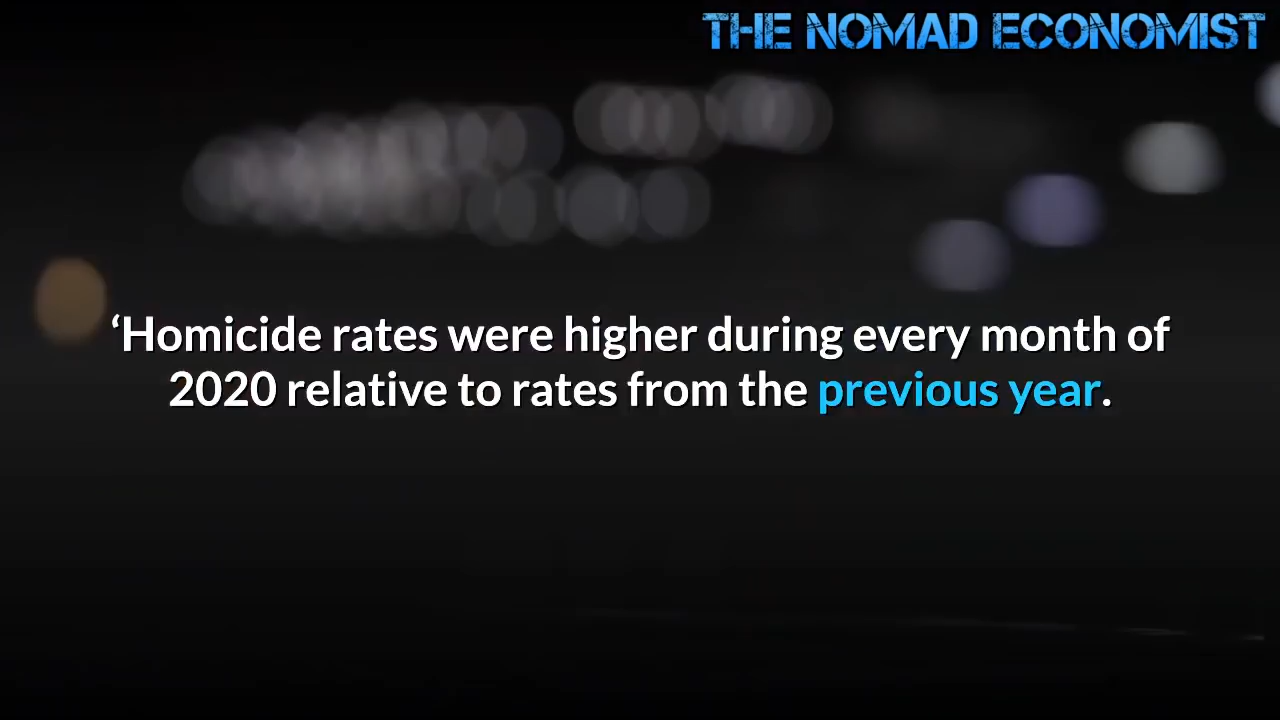 THE NOMAD ECONOMIST
‘Homicide rates were higher during every month of
2020 relative to rates from the previous year.